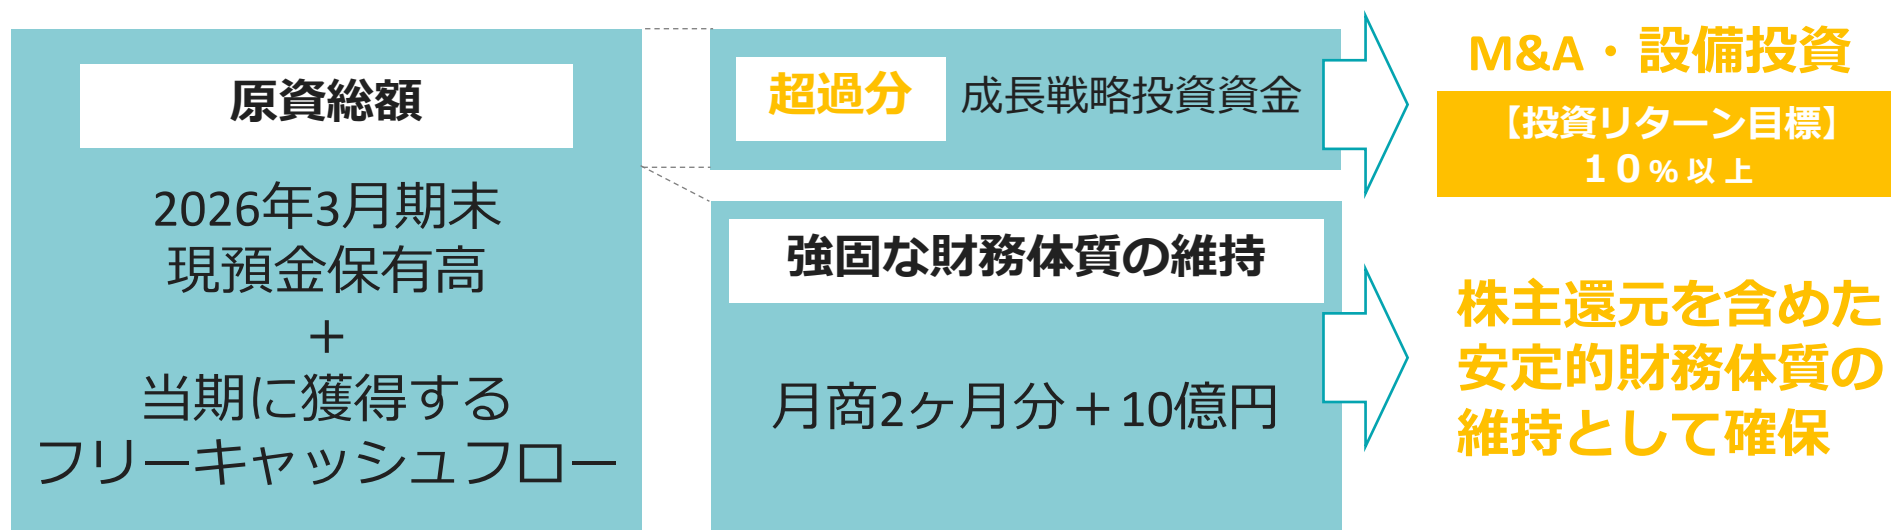 原資総額
2026年3月期末
現預金保有高
＋
当期に獲得する
フリーキャッシュフロー
超過分 成長戦略投資資金
M&A・設備投資
【投資リターン目標】
１０％以上
強固な財務体質の維持
月商2ヶ月分＋10億円
株主還元を含めた
安定的財務体質の
維持として確保